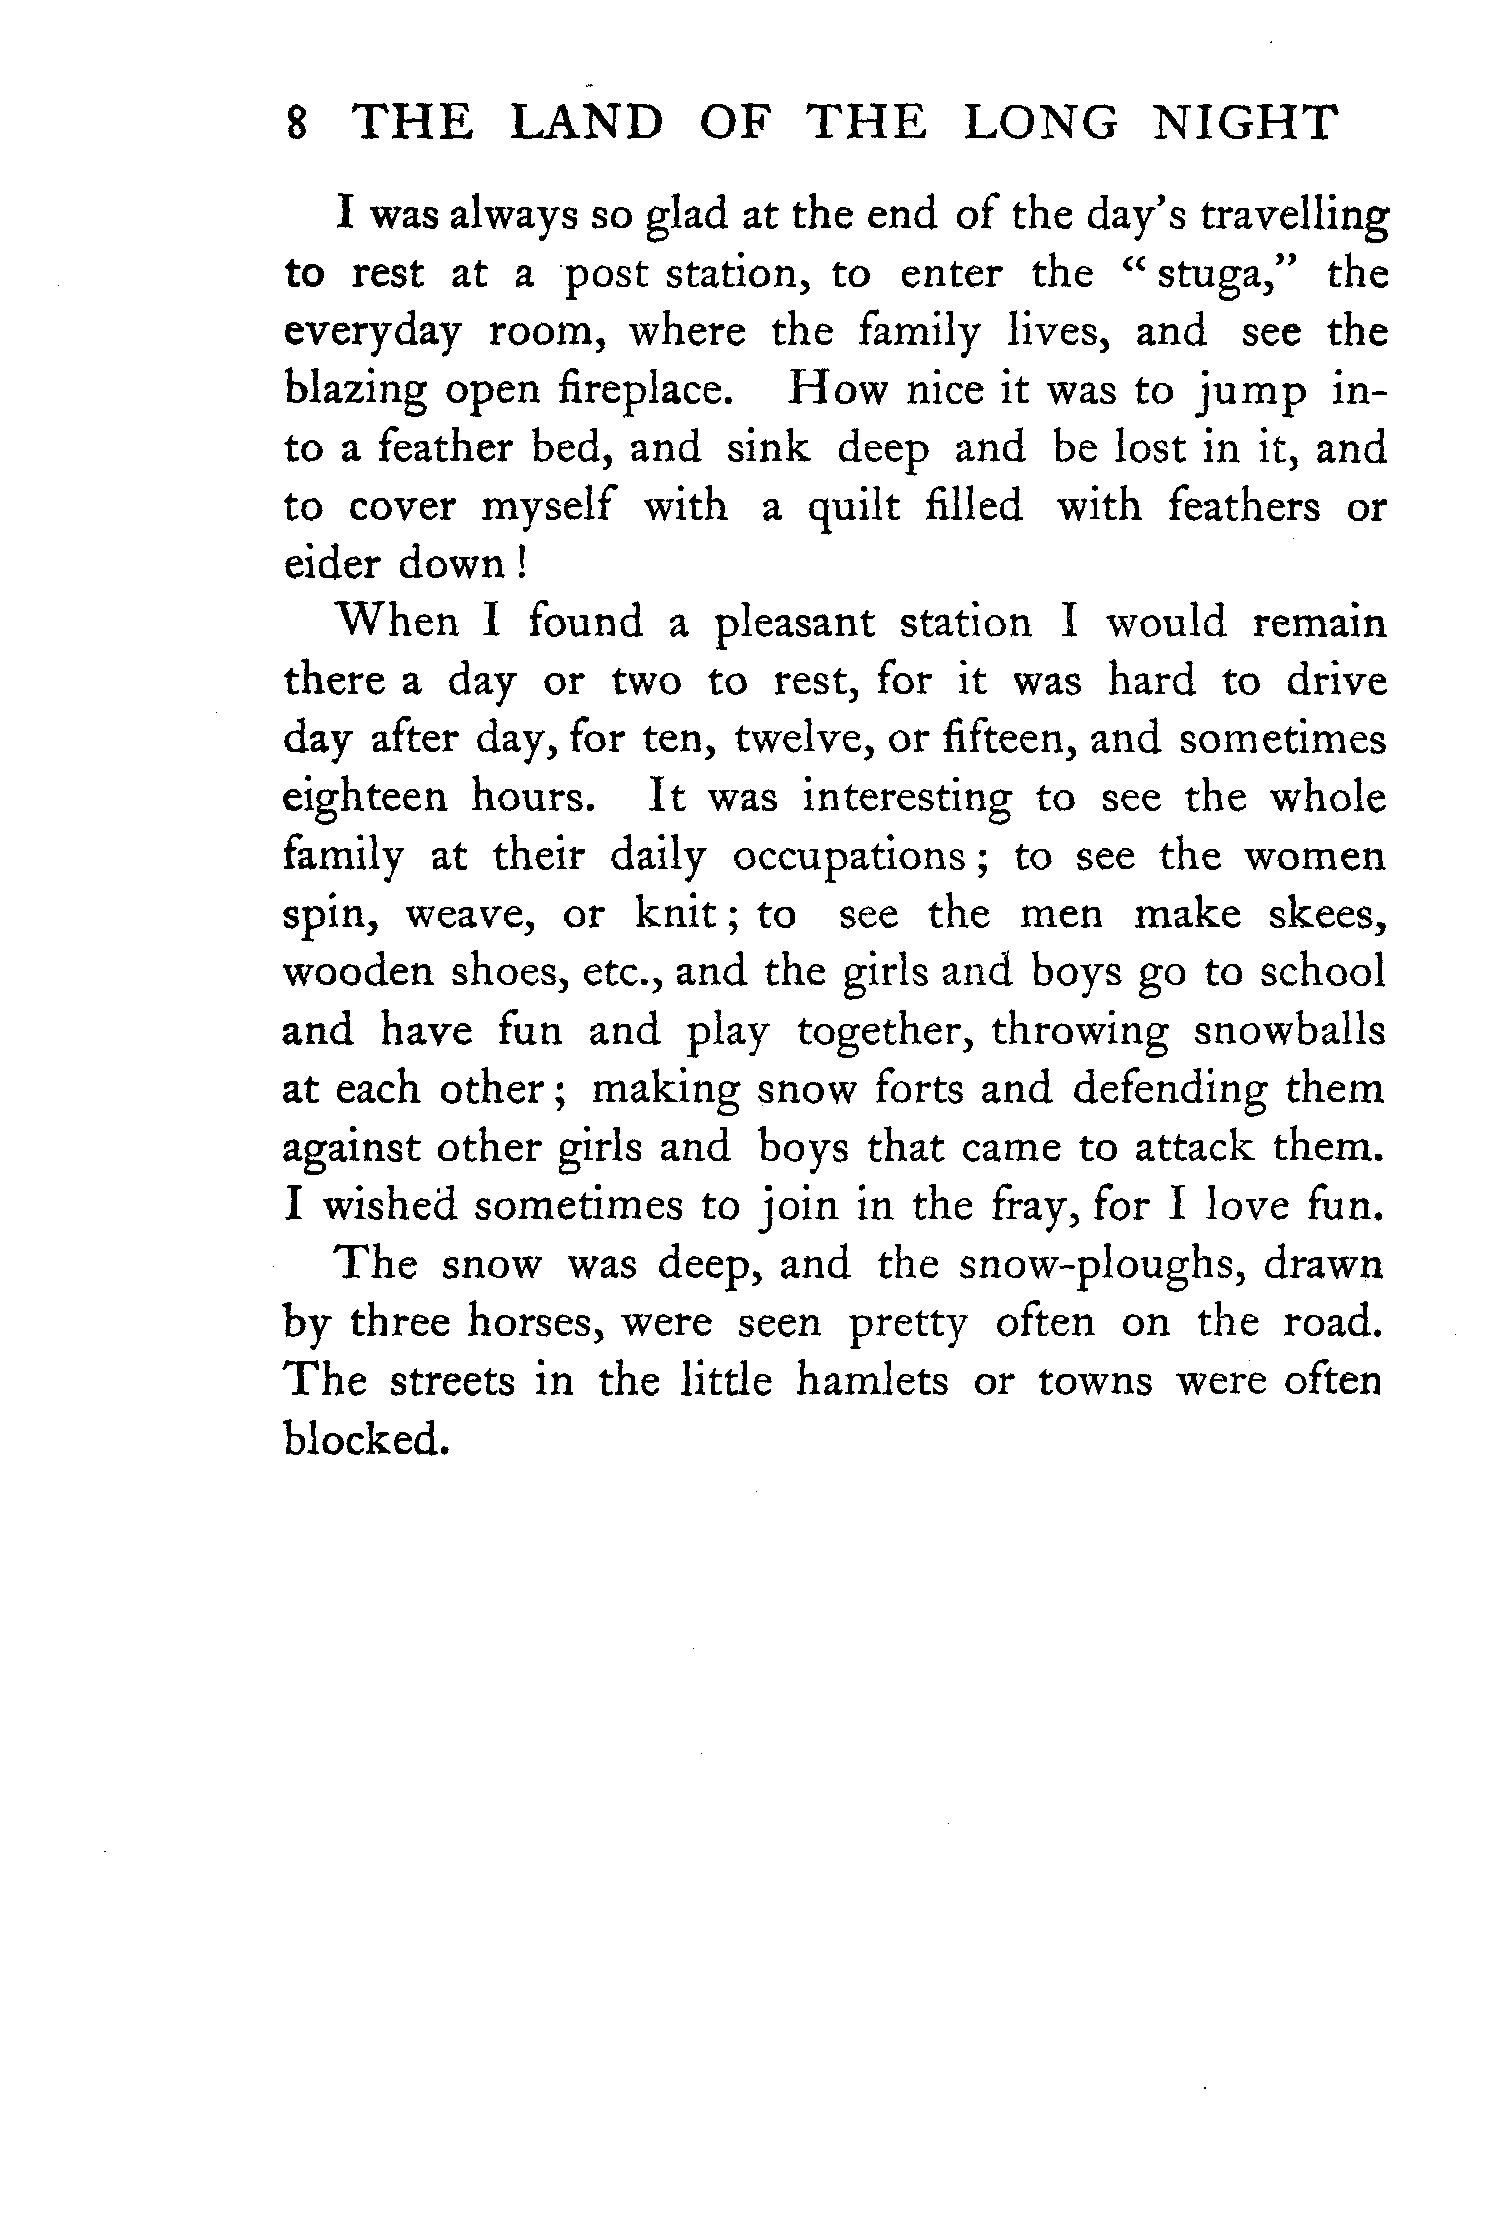 8 THE LAND OF THE LONG NIGHT
I was always so glad at the end of the day's travelling
to rest at a post station, to enter the "stuga," the
everyday room, where the family lives, and see the
blazing open fireplace. How nice it was to jump in-
to a feather bed, and sink deep and be lost in it, and
to cover myself with a quilt filled with feathers or
eider down!
When I found a pleasant station I would remain
there a day or two to rest, for it was hard to drive
day after day, for ten, twelve, or fifteen, and sometimes
eighteen hours. It was interesting to see the whole
family at their daily occupations; to see the women
spin, weave, or knit; to see the men make skees,
wooden shoes, etc., and the girls and boys go to school
and have fun and play together, throwing snowballs
at each other; making snow forts and defending them
against other girls and boys that came to attack them.
I wished sometimes to join in the fray, for I love fun.
The snow was deep, and the snow-ploughs, drawn
by three horses, were seen pretty often on the road.
The streets in the little hamlets or towns were often
blocked.